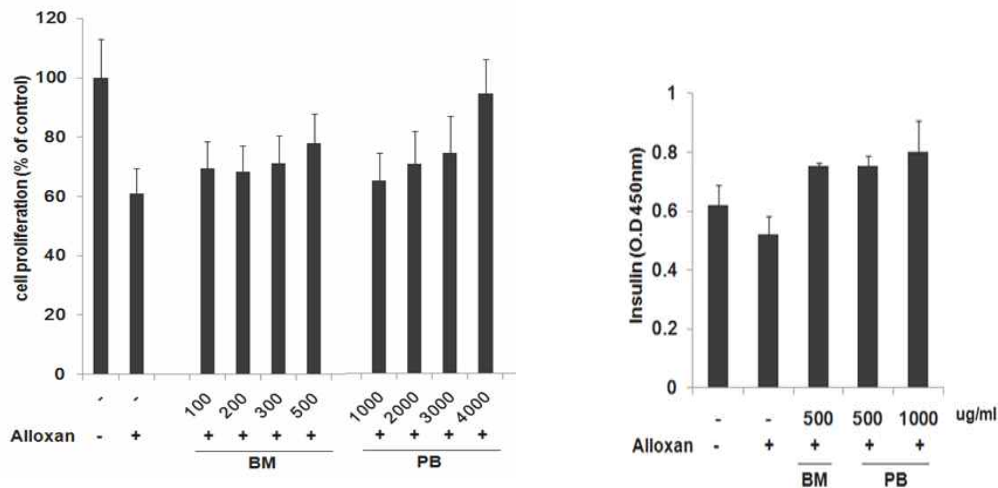 120
100
80
60
40
20
0
cell proliferation (% of control)
- - 100 200 300 500 1000 2000 3000 4000
Alloxan - + + + + + + + + +
BM PB
1
0.8
0.6
0.4
0.2
0
Insulin (O.D 450nm)
- - 500 500 1000 ug/ml
Alloxan - + + + +
BM PB